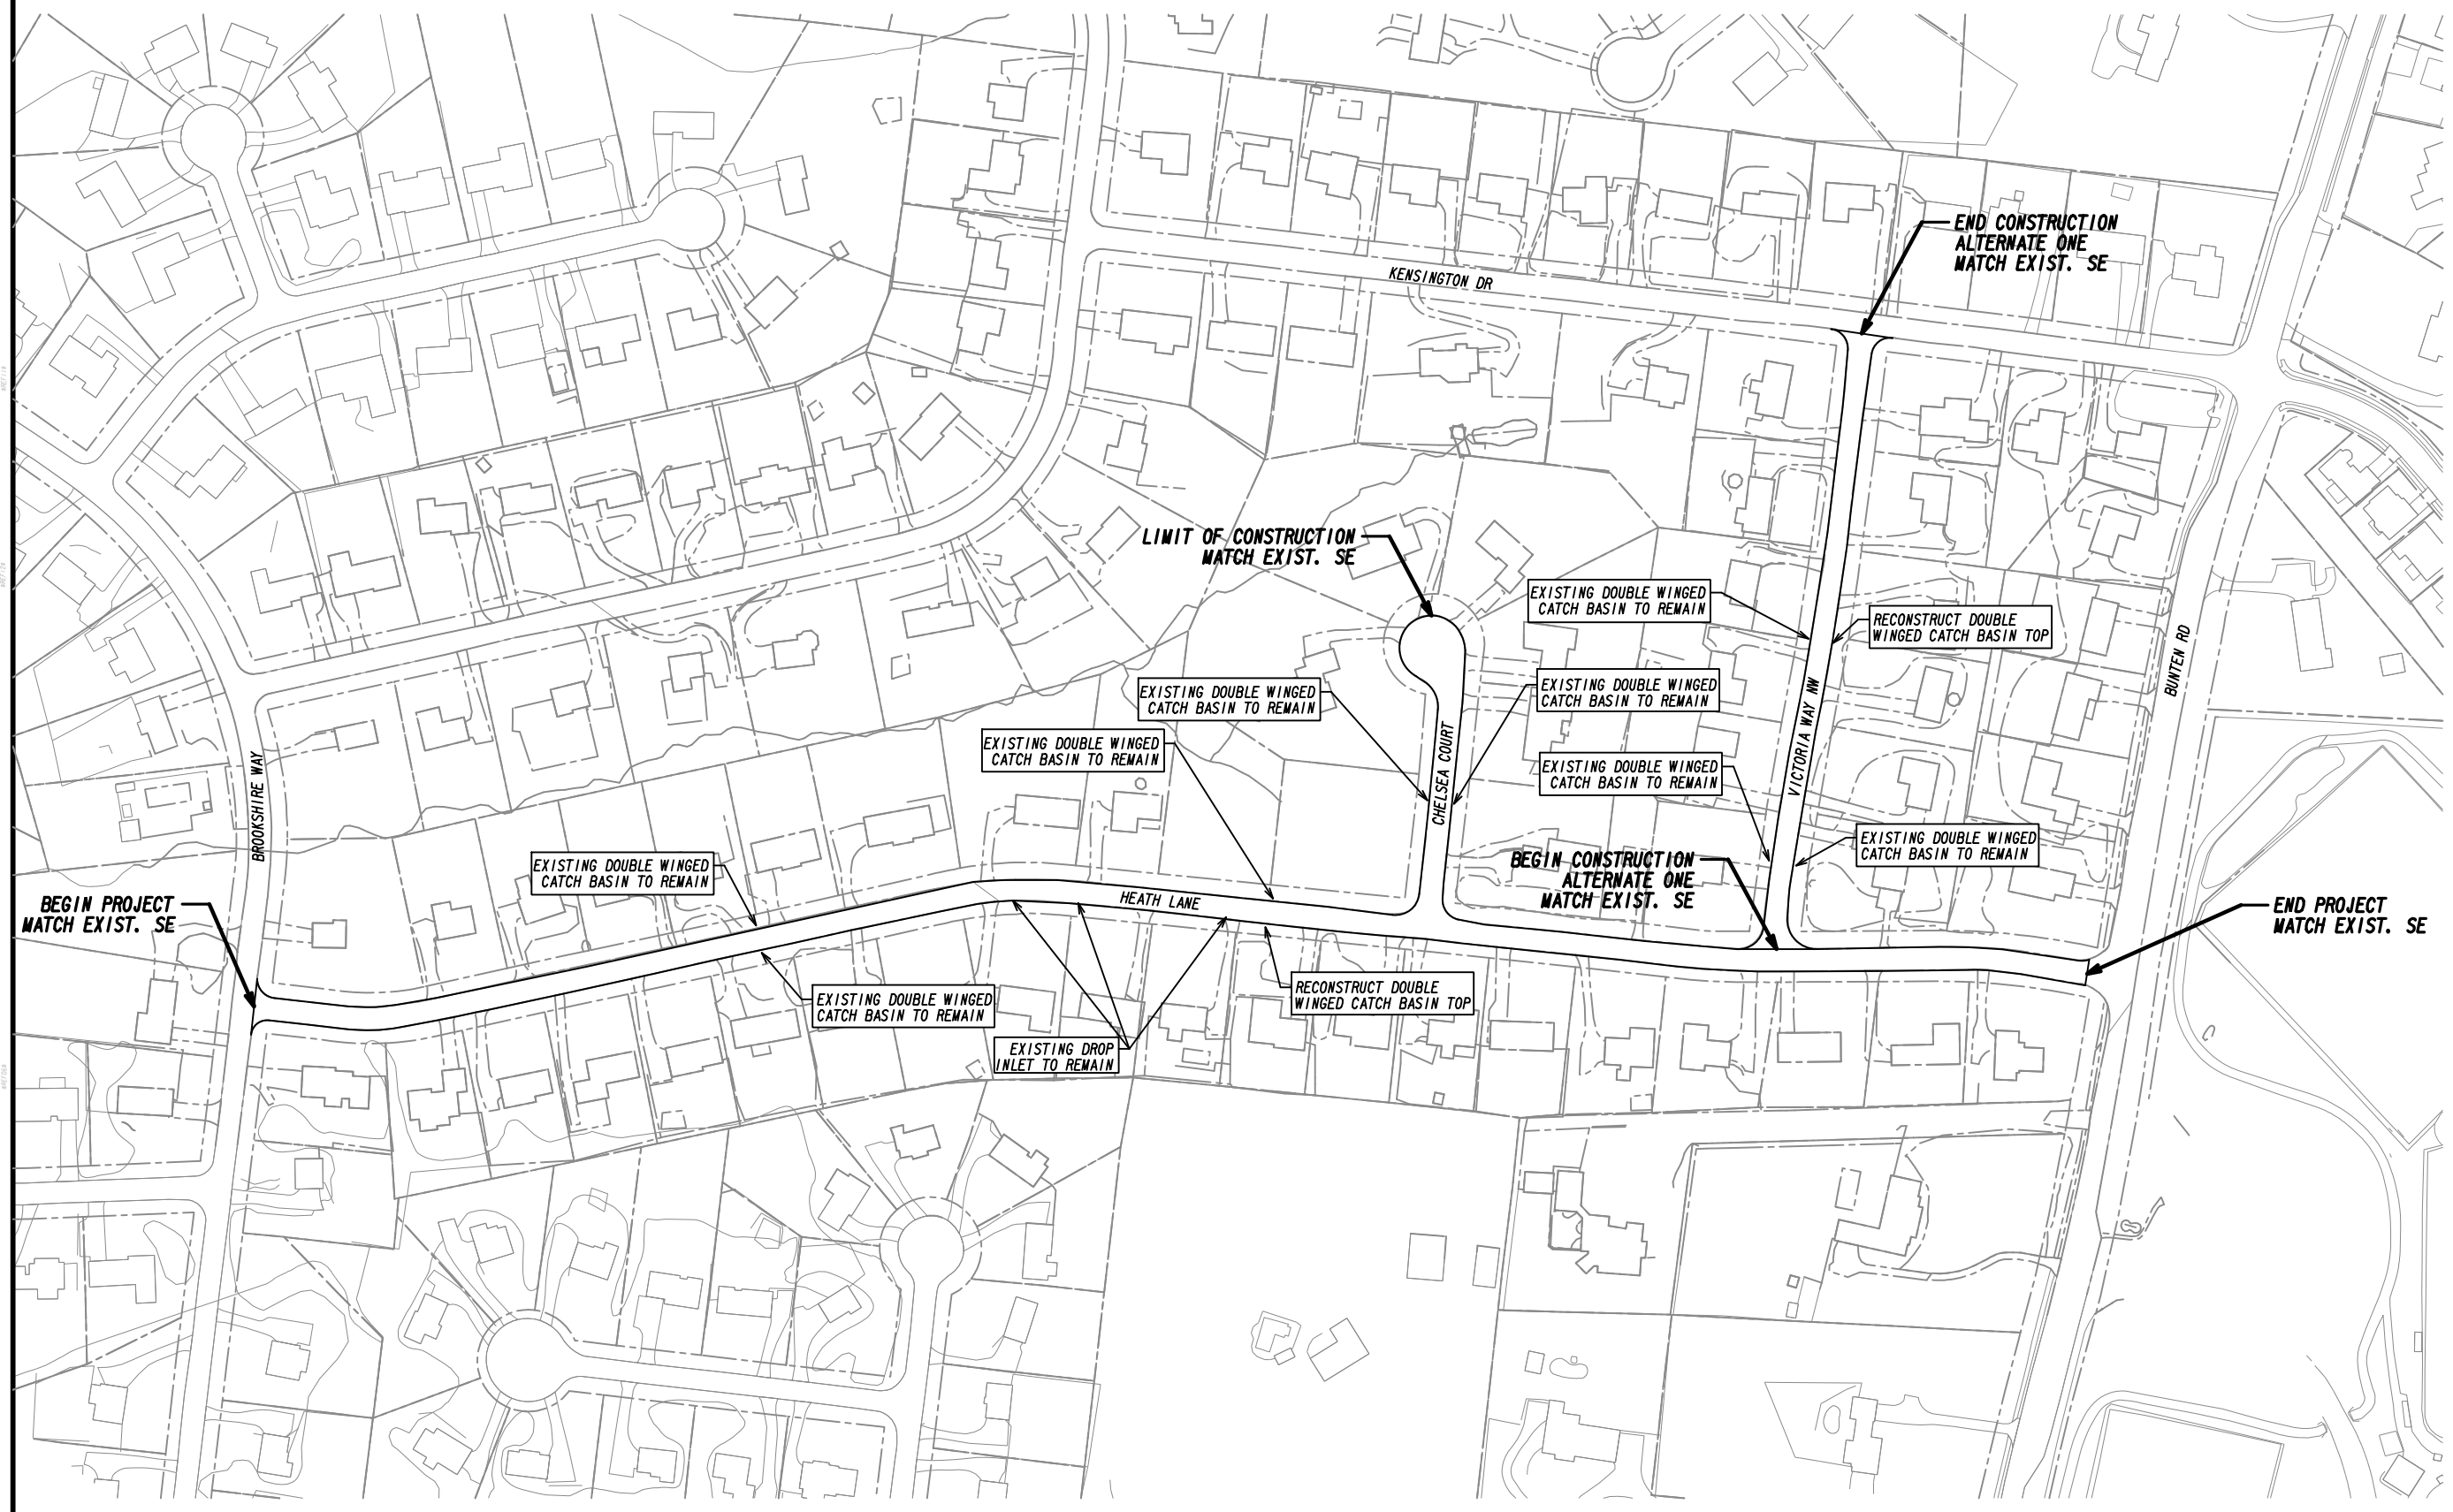 END CONSTRUCTION
ALTERNATE ONE
MATCH EXIST. SE
KENSINGTON DR
LIMIT OF CONSTRUCTION
MATCH EXIST. SE
EXISTING DOUBLE WINGED
CATCH BASIN TO REMAIN
RECONSTRUCT DOUBLE
WINGED CATCH BASIN TOP
BUNTEN RD
EXISTING DOUBLE WINGED
CATCH BASIN TO REMAIN
EXISTING DOUBLE WINGED
CATCH BASIN TO REMAIN
VICTORIA WAY NW
EXISTING DOUBLE WINGED
CATCH BASIN TO REMAIN
CHELSEA COURT
EXISTING DOUBLE WINGED
CATCH BASIN TO REMAIN
BROOKSHIRE WAY
EXISTING DOUBLE WINGED
CATCH BASIN TO REMAIN
EXISTING DOUBLE WINGED
CATCH BASIN TO REMAIN
BEGIN CONSTRUCTION
ALTERNATE ONE
MATCH EXIST. SE
HEATH LANE
BEGIN PROJECT
MATCH EXIST. SE
END PROJECT
MATCH EXIST. SE
EXISTING DOUBLE WINGED
CATCH BASIN TO REMAIN
RECONSTRUCT DOUBLE
WINGED CATCH BASIN TOP
EXISTING DROP
INLET TO REMAIN